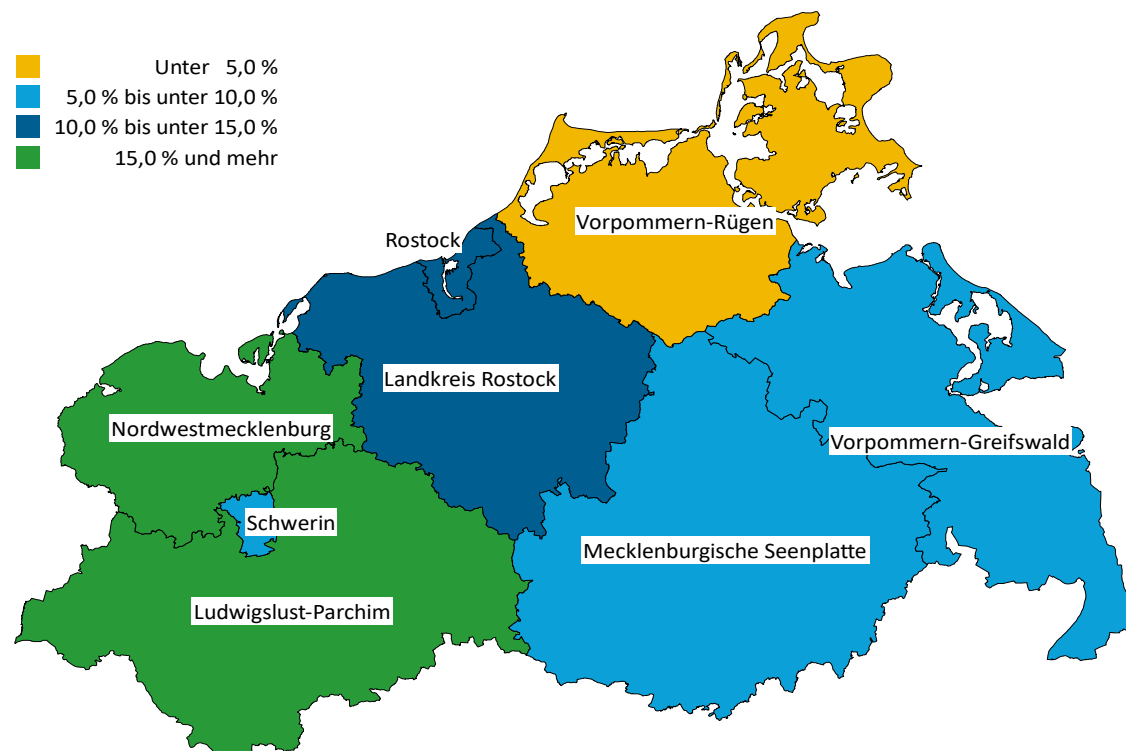 Unter 5,0 %
5,0 % bis unter 10,0 %
10,0 % bis unter 15,0 %
15,0 % und mehr
Vorpommern-Rügen
Rostock
Landkreis Rostock
Nordwestmecklenburg
Vorpommern-Greifswald
Schwerin
Mecklenburgische Seenplatte
Ludwigslust-Parchim